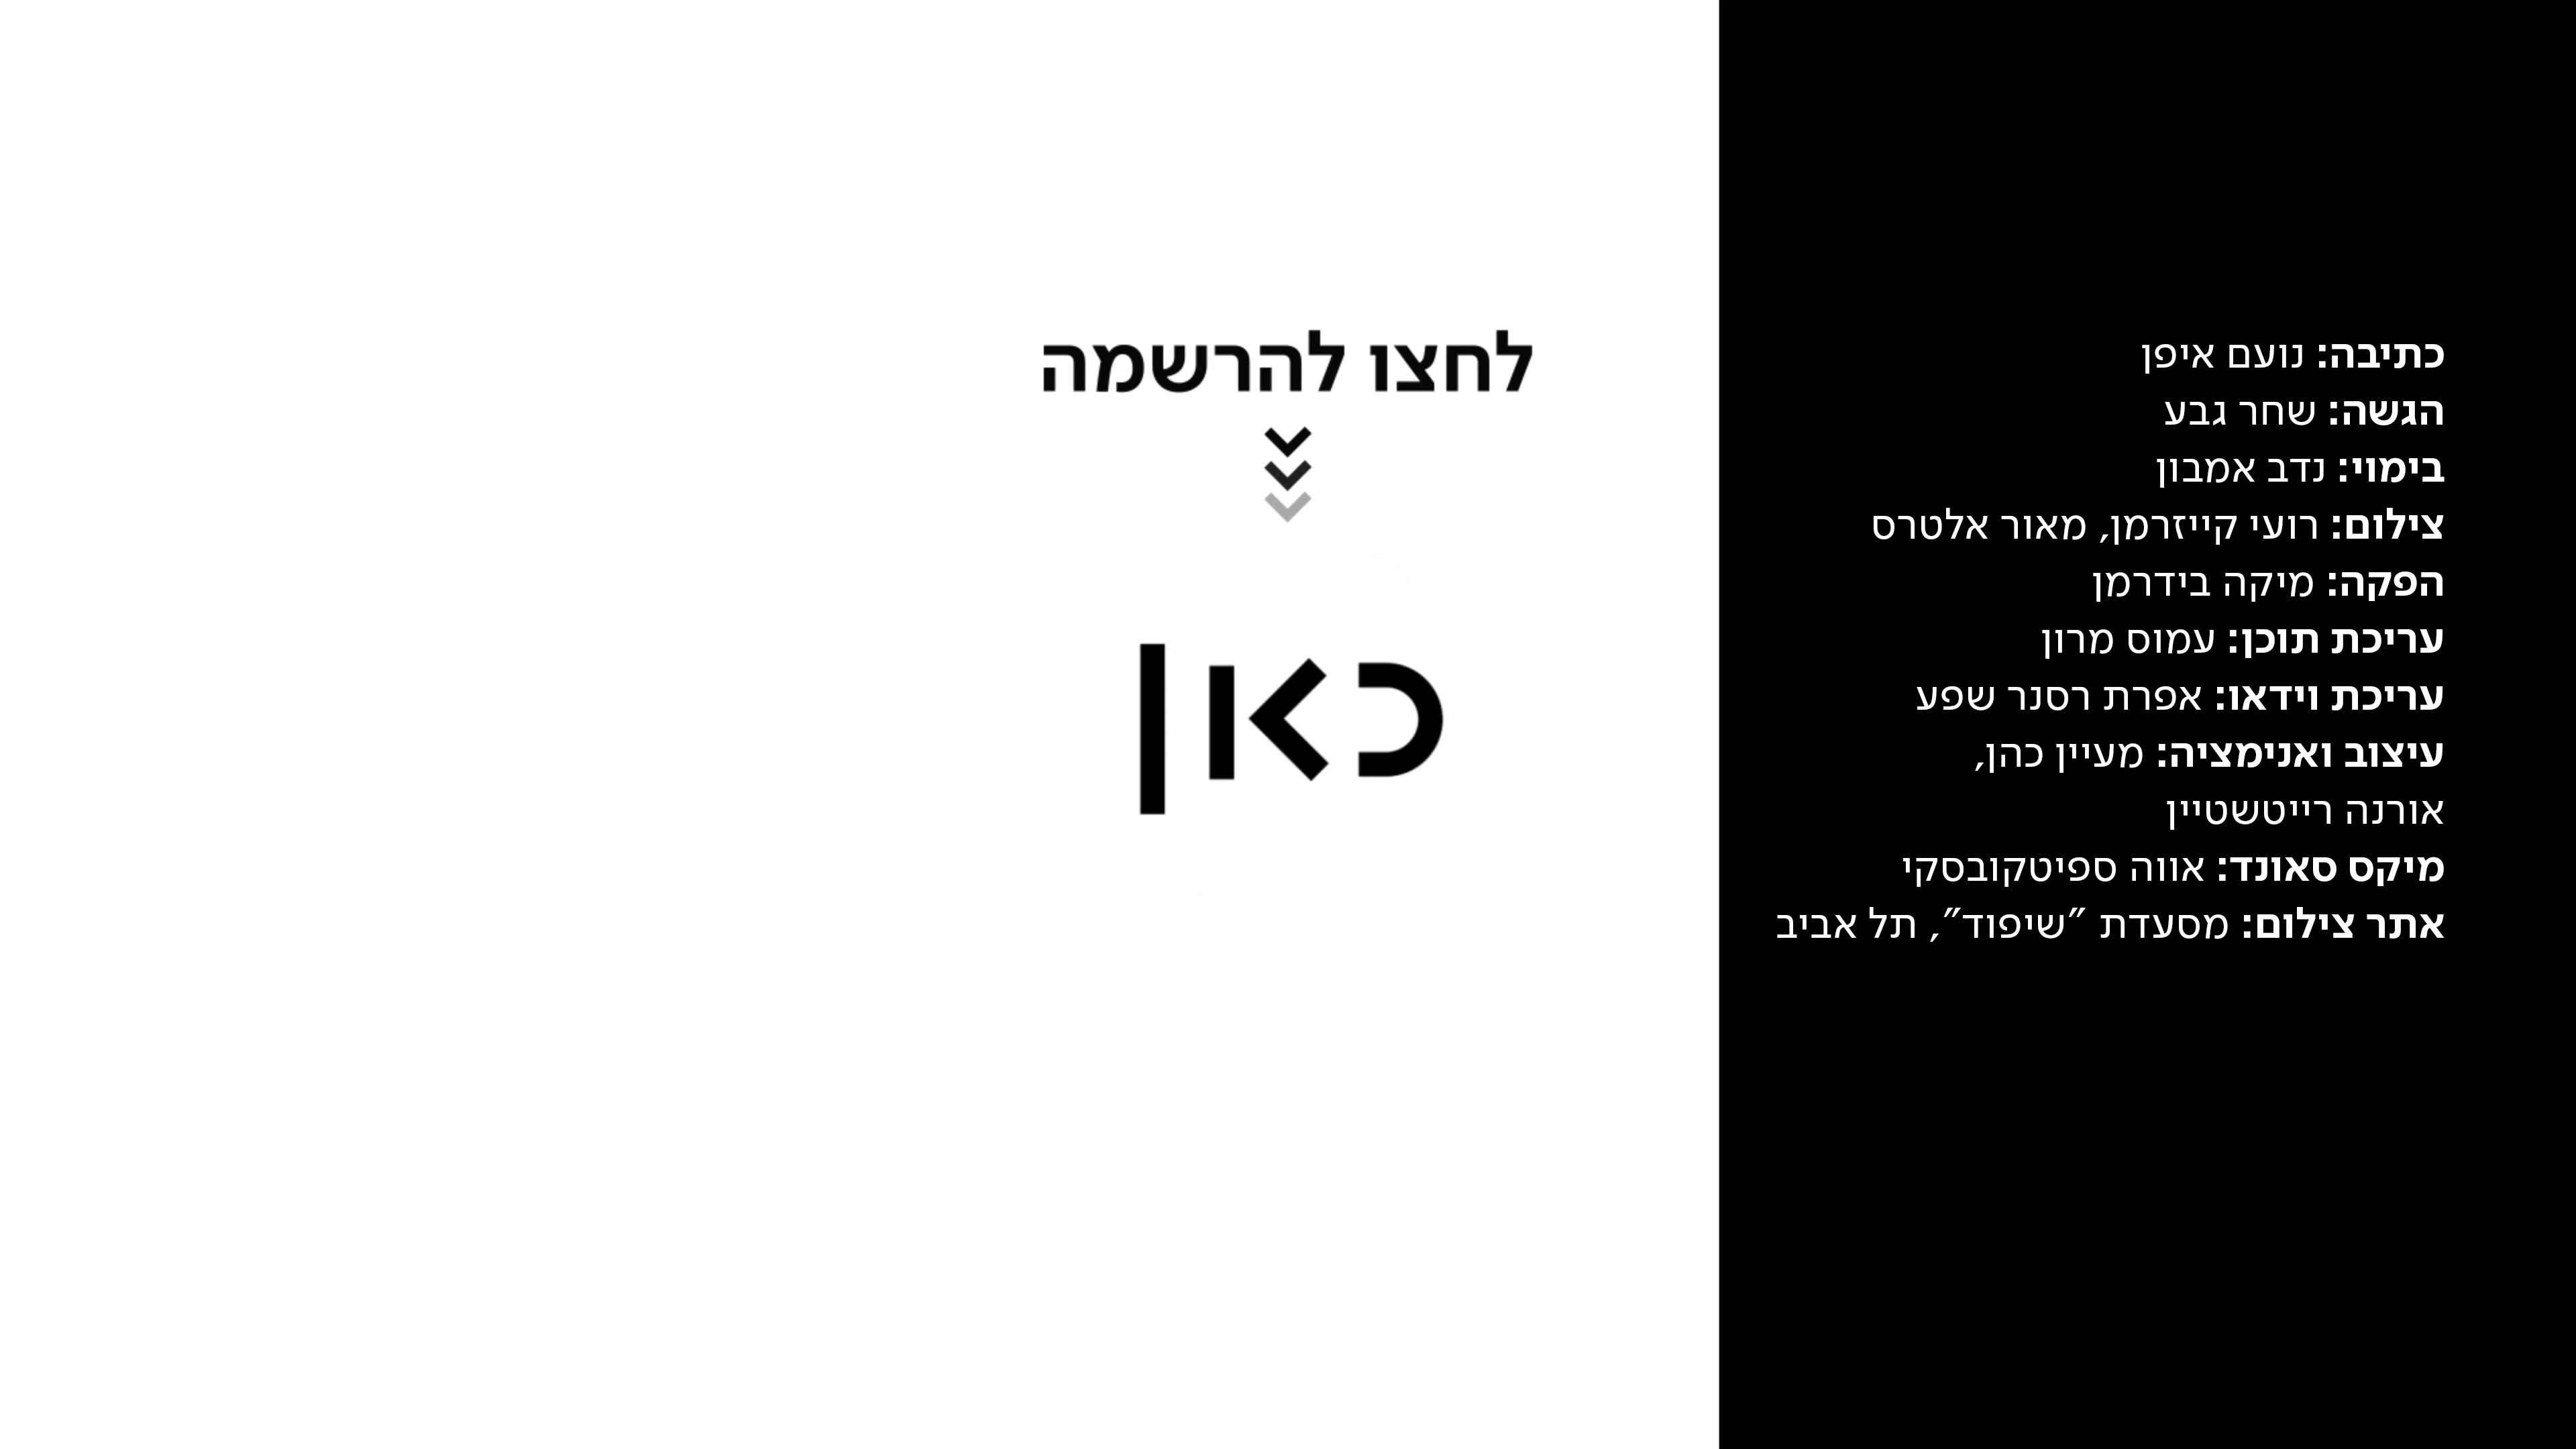 כתיבה: נועם איפן
הגשה: שחר גבע
בימוי: נדב אמבון
צילום: רועי קייזרמן, מאור אלטרס
הפקה: מיקה בידרמן
עריכת תוכן: עמוס מרון
עריכת וידאו: אפרת רסנר שפע
עיצוב ואנימציה: מעיין כהן,
אורנה רייטשטיין
מיקס סאונד: אווה ספיטקובסקי
אתר צילום: מסעדת ״שיפוד״, תל אביב
לחצו להרשמה
כאן